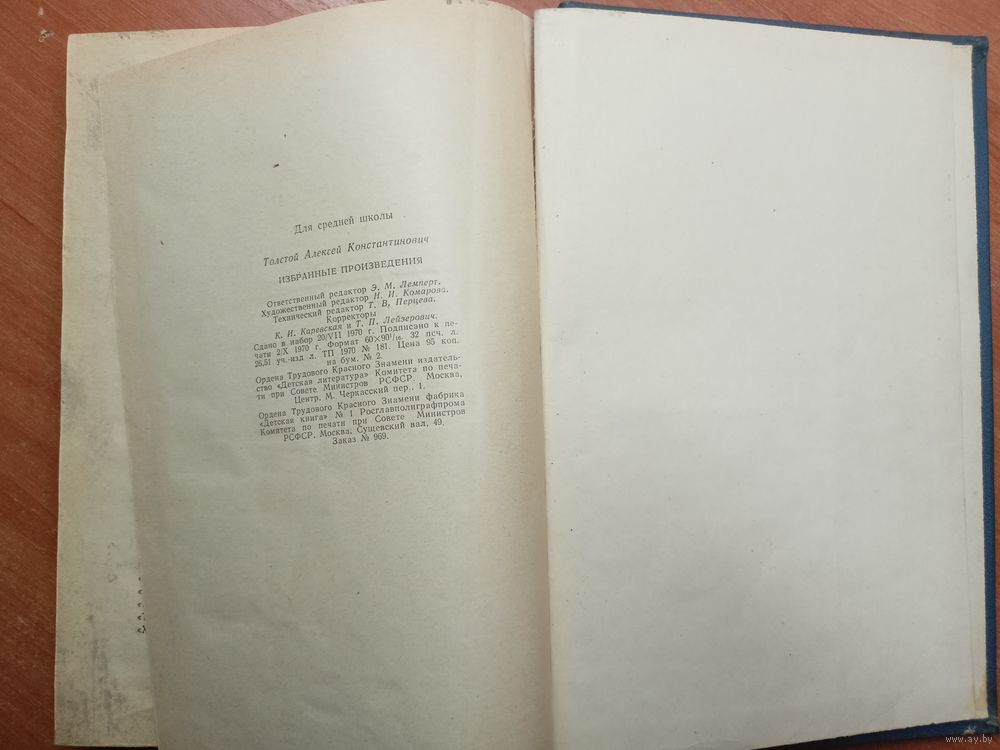 Для средней школы
Толстой Алексей Константинович
ИЗБРАННЫЕ ПРОИЗВЕДЕНИЯ
Ответственный редактор Э. М. Лемперт.
Художественный редактор Н. И. Комарова.
Технический редактор Т. В. Перцева.
Корректоры
К. И. Каревская и Т. П. Лейзерович.
Сдано в набор 20/VII 1970 г. Подписано к пе-
чати 2/X 1970 г. Формат 60×90¹/₁₆. 32 печ. л.
26,51 уч.-изд л. ТП 1970 № 181. Цена 95 коп.
на бум. № 2.
Ордена Трудового Красного Знамени издатель-
ство «Детская литература» Комитета по печа-
ти при Совете Министров РСФСР. Москва,
Центр, М. Черкасский пер., 1.
Ордена Трудового Красного Знамени фабрика
«Детская книга» № 1 Росглавполиграфпрома
Комитета по печати при Совете Министров
РСФСР. Москва, Сущевский вал, 49.
Заказ № 969.
www.ay.by